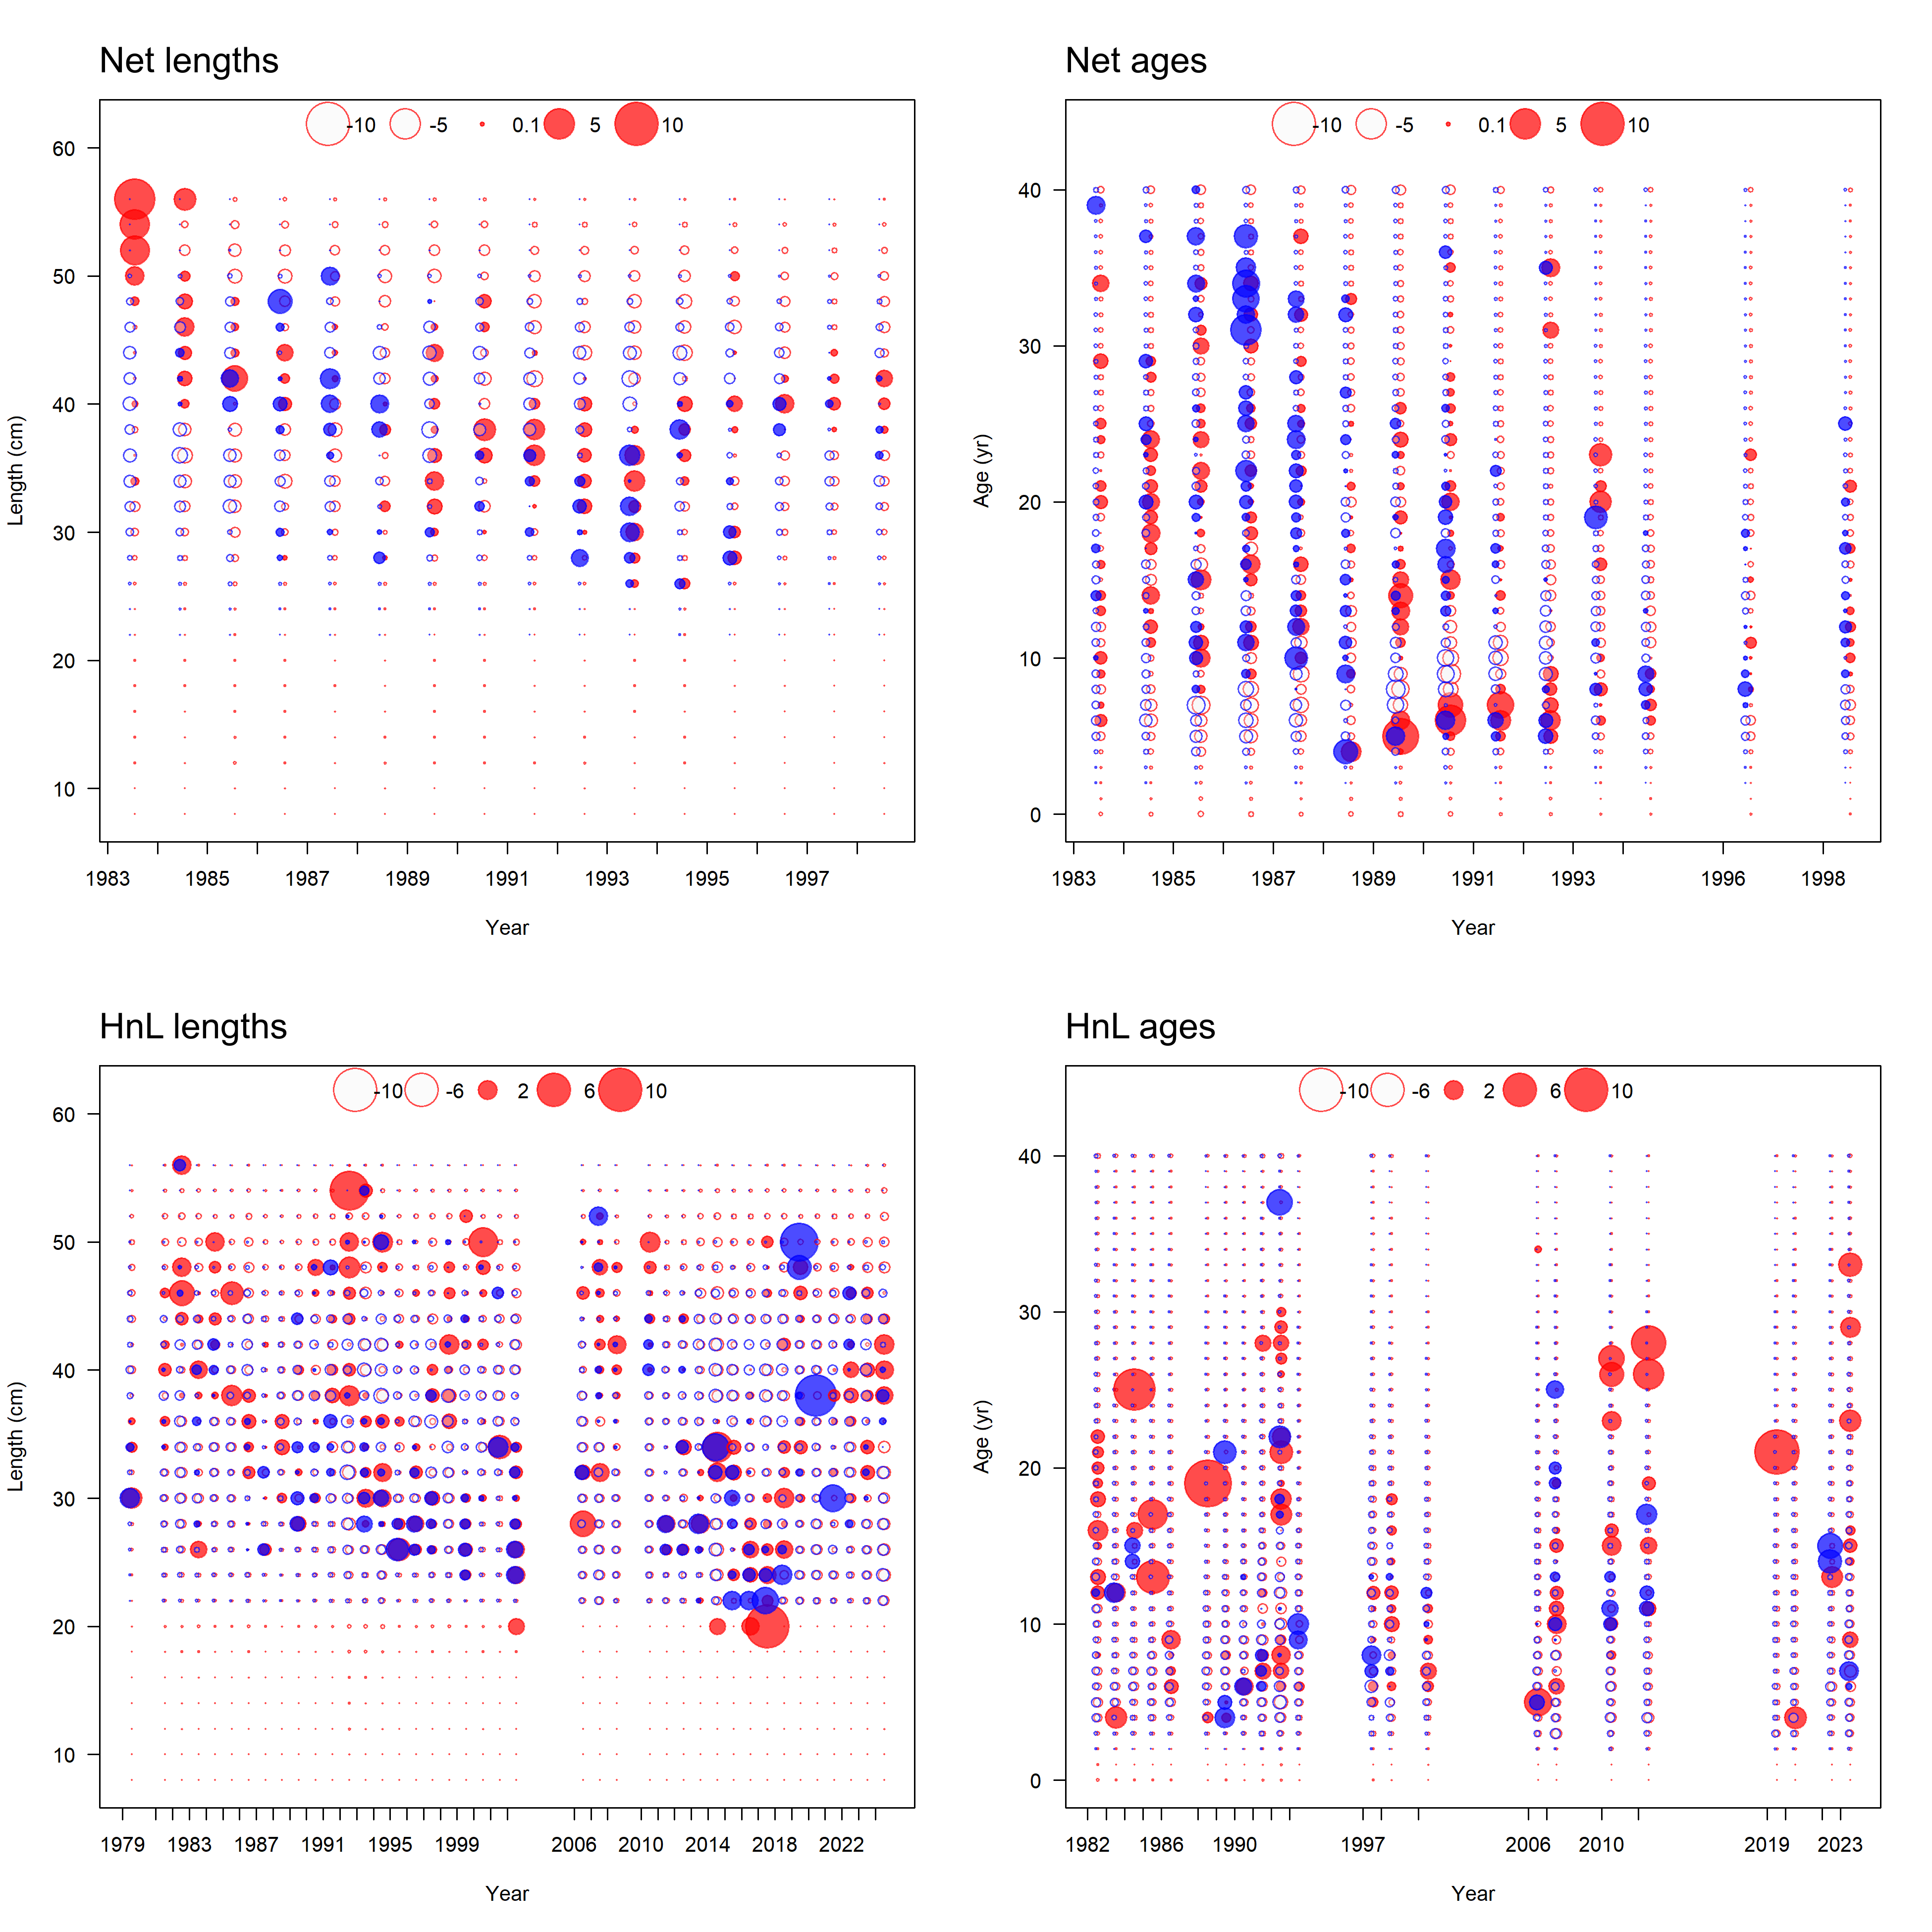 Net lengths
-10 -5 0.1 5 10
60
50
40
30
20
10
Length (cm)
1983 1985 1987 1989 1991 1993 1995 1997
Year
Net ages
-10 -5 0.1 5 10
40
30
20
10
0
Age (yr)
1983 1985 1987 1989 1991 1993 1996 1998
Year
HnL lengths
-10 -6 2 6 10
60
50
40
30
20
10
Length (cm)
1979 1983 1987 1991 1995 1999 2006 2010 2014 2018 2022
Year
HnL ages
-10 -6 2 6 10
40
30
20
10
0
Age (yr)
1982 1986 1990 1997 2006 2010 2019 2023
Year